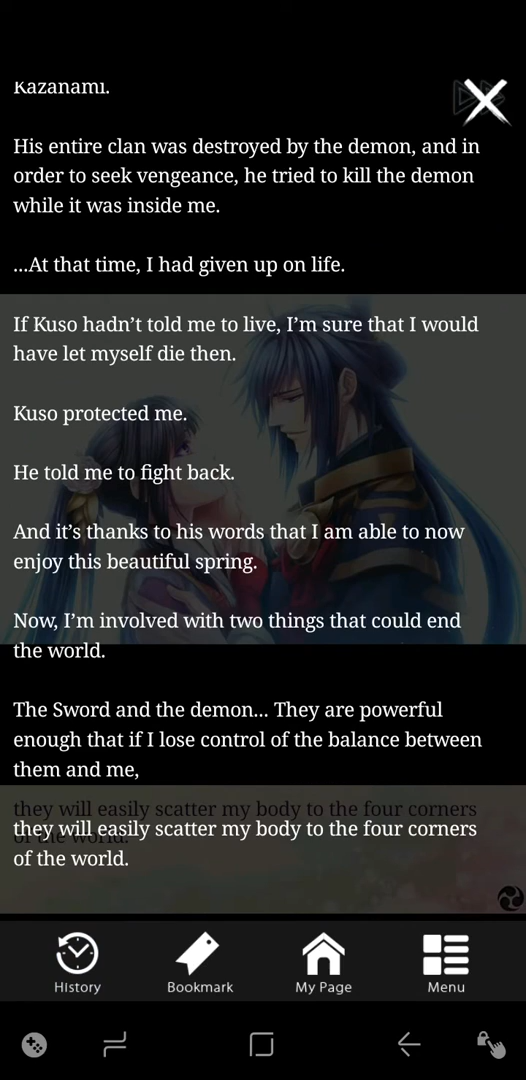 Kazanami.
His entire clan was destroyed by the demon, and in
order to seek vengeance, he tried to kill the demon
while it was inside me.
...At that time, I had given up on life.
If Kuso hadn’t told me to live, I’m sure that I would
have let myself die then.
Kuso protected me.
He told me to fight back.
And it’s thanks to his words that I am able to now
enjoy this beautiful spring.
Now, I’m involved with two things that could end
the world.
The Sword and the demon... They are powerful
enough that if I lose control of the balance between
them and me,
they will easily scatter my body to the four corners
they will easily scatter my body to the four corners
of the world.
of the world.
History Bookmark My Page Menu